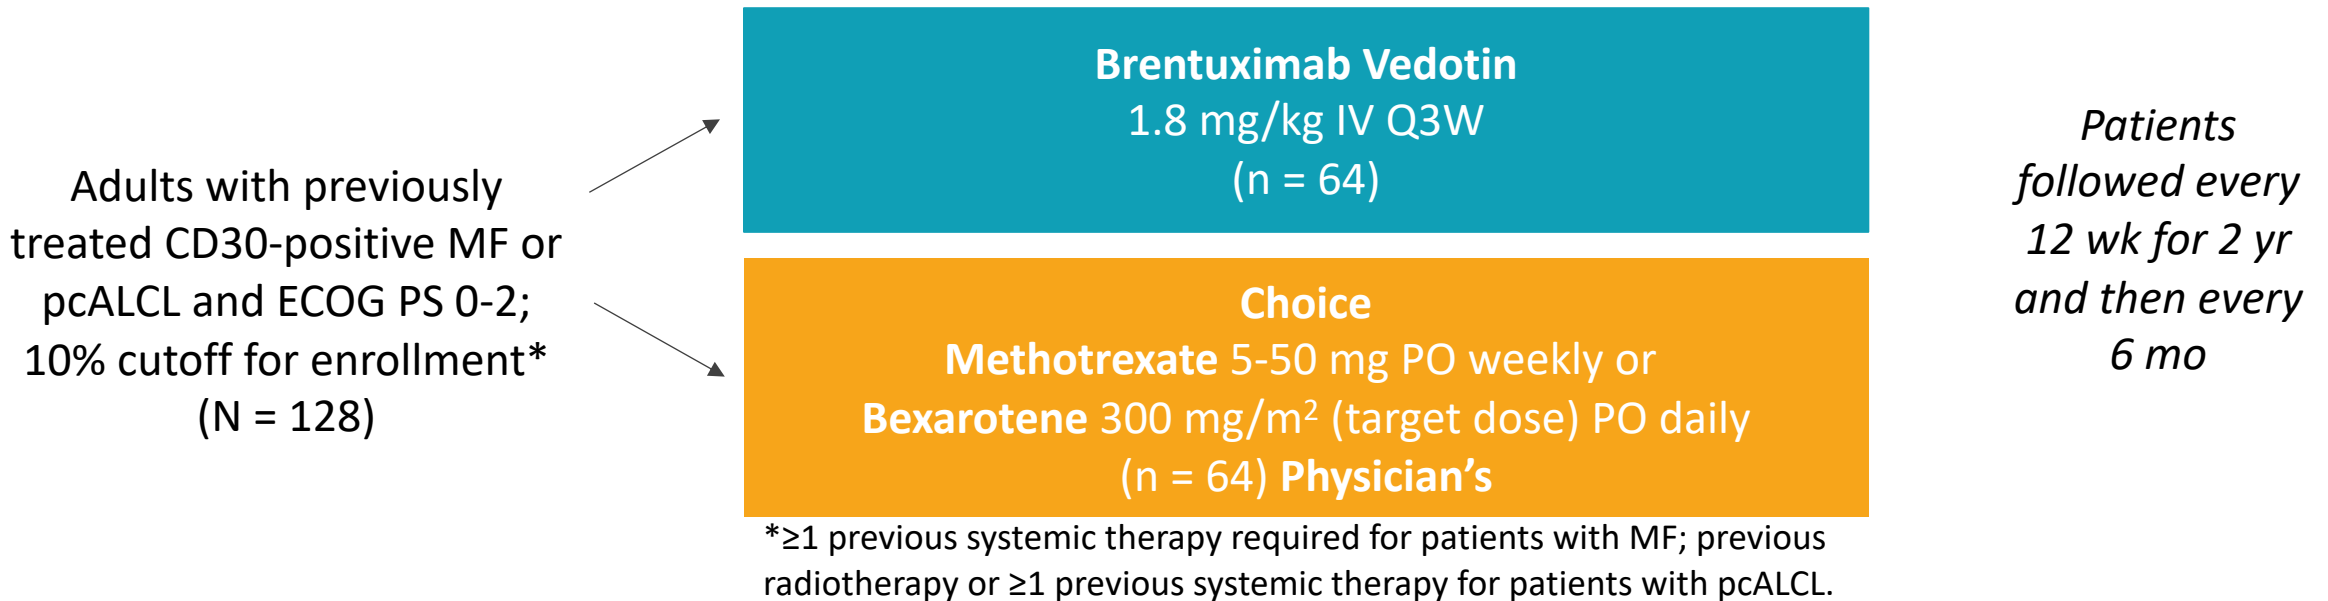 Adults with previously
treated CD30-positive MF or
pcALCL and ECOG PS 0-2;
10% cutoff for enrollment*
(N = 128)
Brentuximab Vedotin
1.8 mg/kg IV Q3W
(n = 64)
Choice
Methotrexate 5-50 mg PO weekly or
Bexarotene 300 mg/m² (target dose) PO daily
(n = 64) Physician’s
*≥1 previous systemic therapy required for patients with MF; previous
radiotherapy or ≥1 previous systemic therapy for patients with pcALCL.
Patients
followed every
12 wk for 2 yr
and then every
6 mo